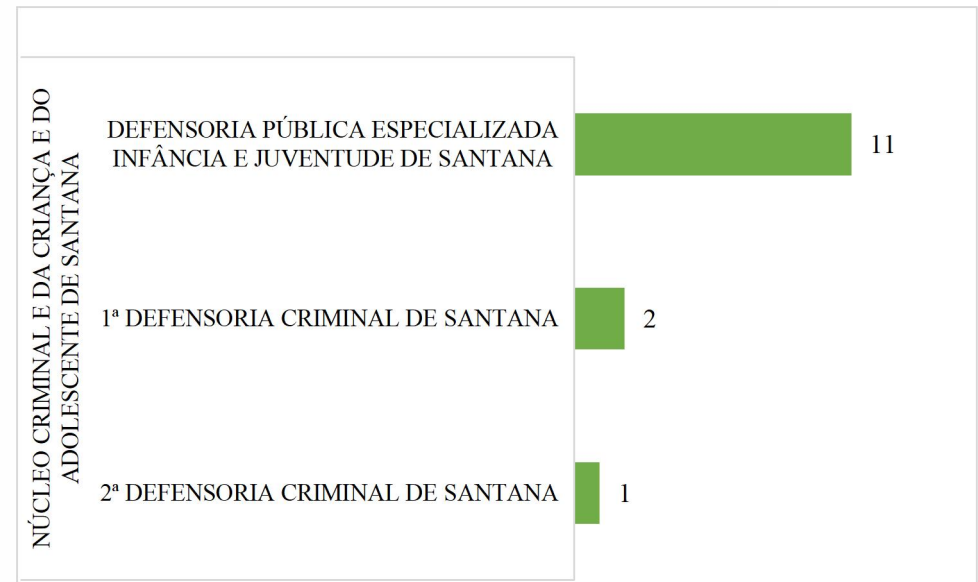 NÚCLEO CRIMINAL E DA CRIANÇA E DO
ADOLESCENTE DE SANTANA
DEFENSORIA PÚBLICA ESPECIALIZADA
INFÂNCIA E JUVENTUDE DE SANTANA
11
1ª DEFENSORIA CRIMINAL DE SANTANA
2
2ª DEFENSORIA CRIMINAL DE SANTANA
1